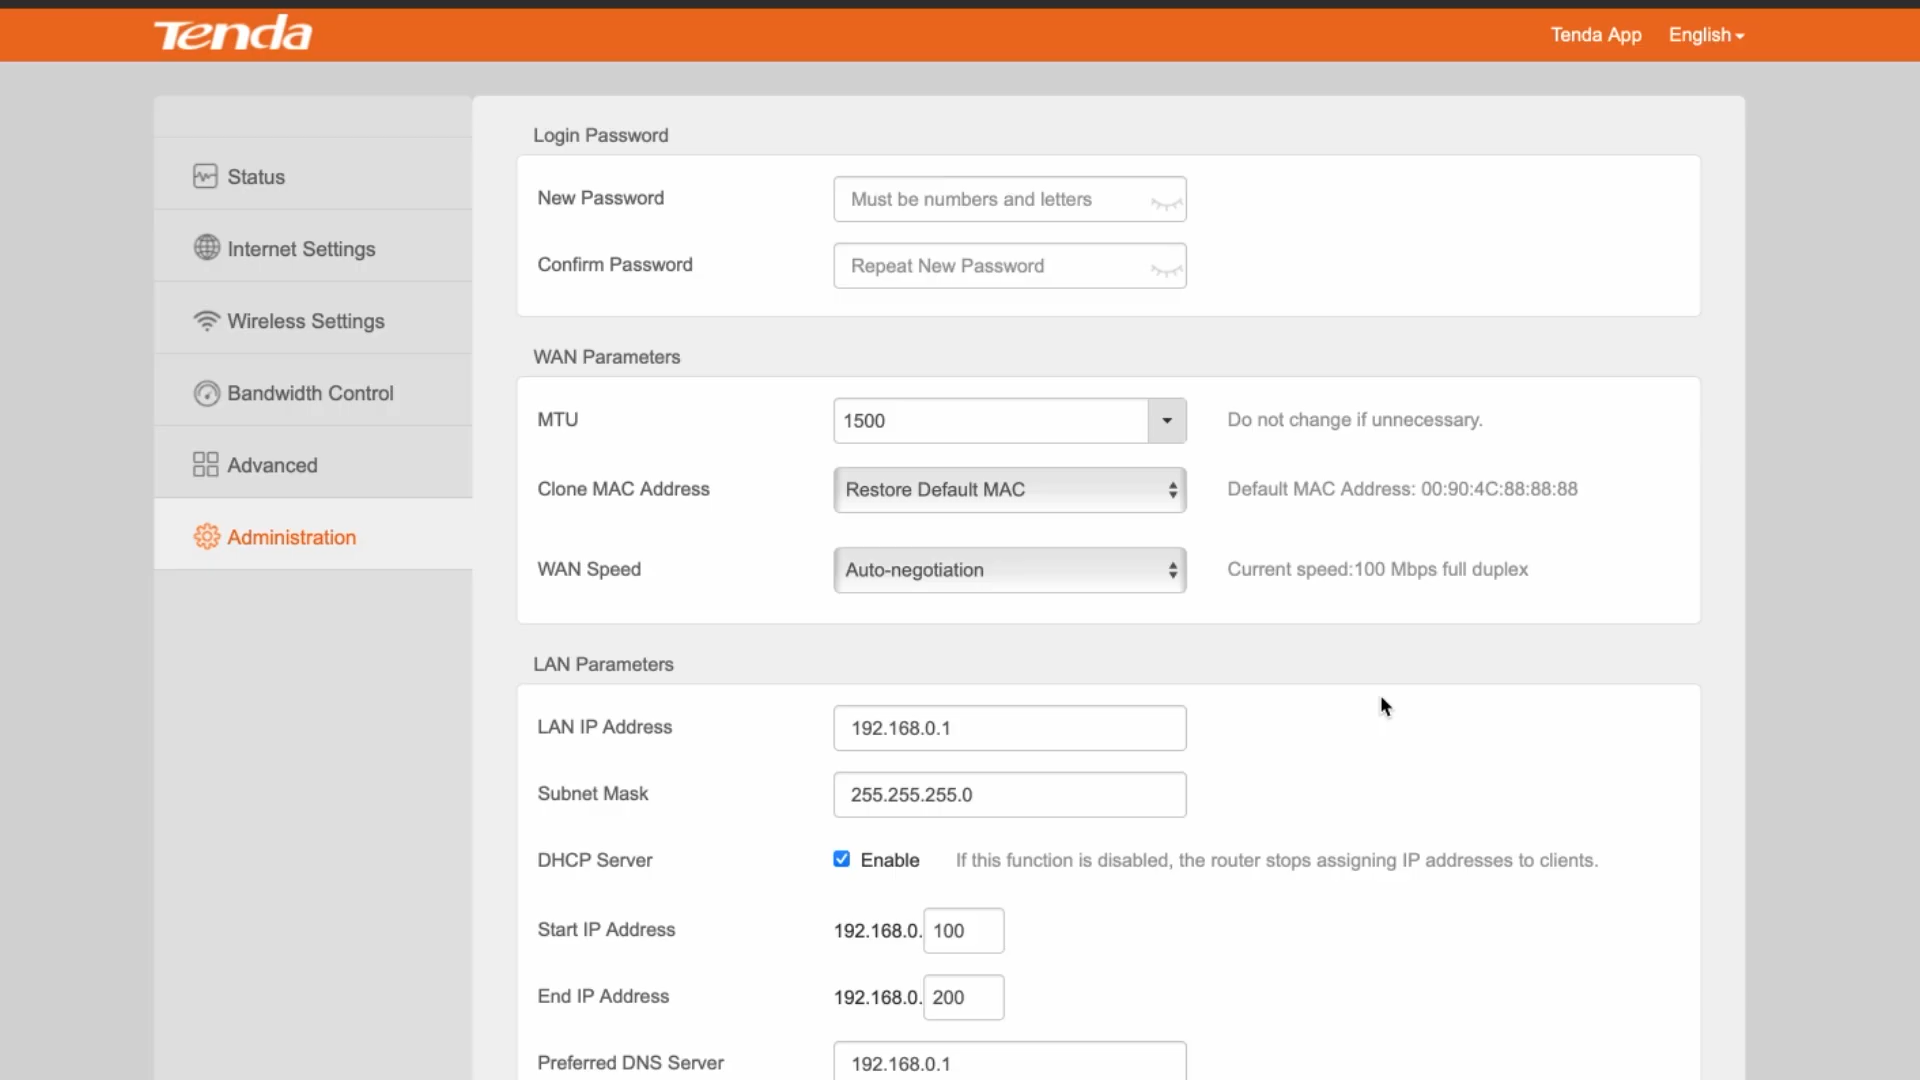 Tenda
Tenda App English
Status
Internet Settings
Wireless Settings
Bandwidth Control
Advanced
Administration
Login Password
New Password Must be numbers and letters
Confirm Password Repeat New Password
WAN Parameters
MTU 1500 Do not change if unnecessary.
Clone MAC Address Restore Default MAC Default MAC Address: 00:90:4C:88:88:88
WAN Speed Auto-negotiation Current speed:100 Mbps full duplex
LAN Parameters
LAN IP Address 192.168.0.1
Subnet Mask 255.255.255.0
DHCP Server Enable If this function is disabled, the router stops assigning IP addresses to clients.
Start IP Address 192.168.0. 100
End IP Address 192.168.0. 200
Preferred DNS Server 192.168.0.1